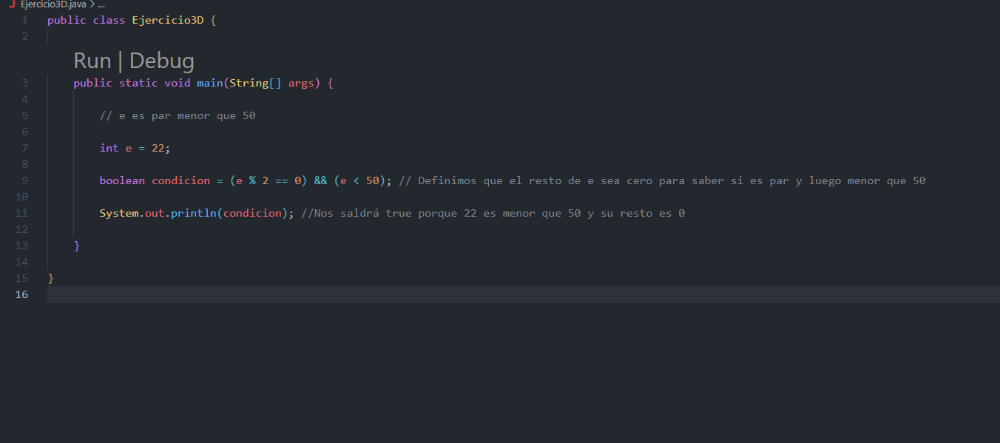 Ejercicio3D.java > ...
1 public class Ejercicio3D {
2
Run | Debug
3 public static void main(String[] args) {
4
5 // e es par menor que 50
6
7 int e = 22;
8
9 boolean condicion = (e % 2 == 0) && (e < 50); // Definimos que el resto de e sea cero para saber si es par y luego menor que 50
10
11 System.out.println(condicion); //Nos saldrá true porque 22 es menor que 50 y su resto es 0
12
13 }
14
15 }
16